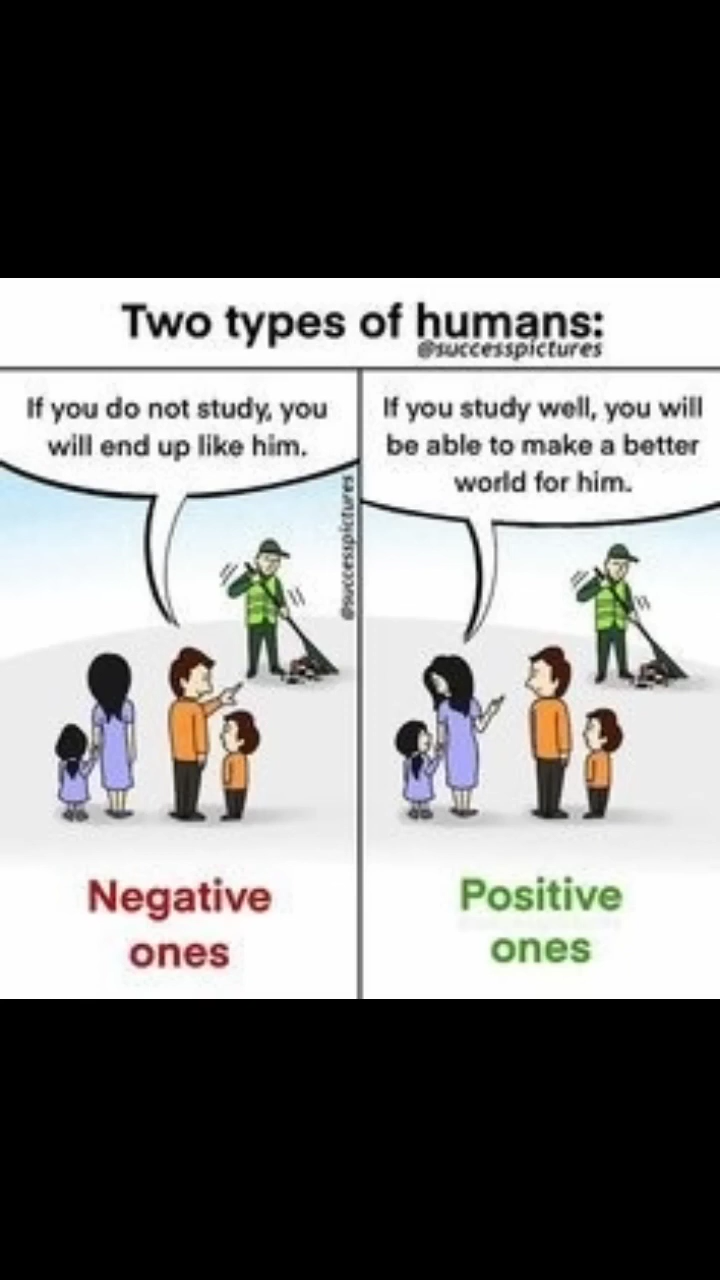 Two types of humans:
@successpictures
If you do not study, you
will end up like him.
@successpictures
Negative
ones
If you study well, you will
be able to make a better
world for him.
Positive
ones